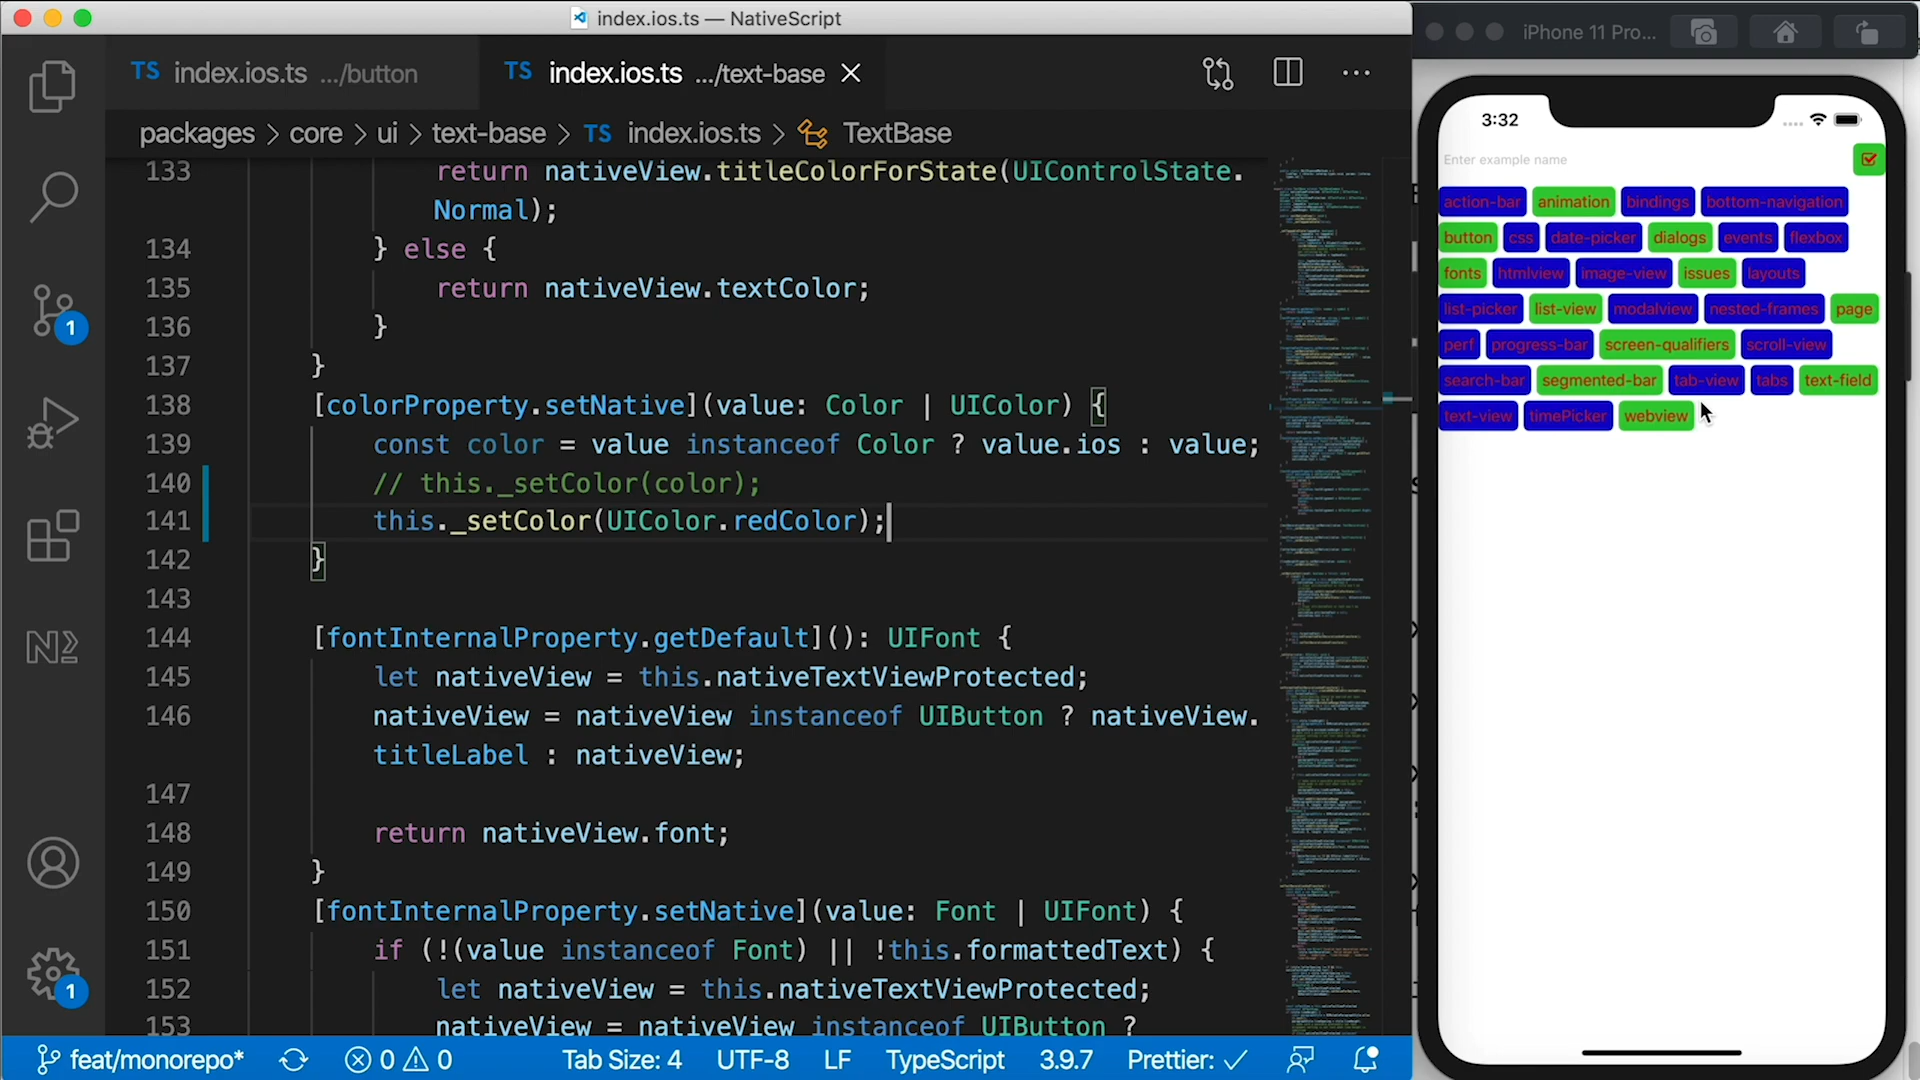 index.ios.ts — NativeScript
TS index.ios.ts .../button
TS index.ios.ts .../text-base
packages > core > ui > text-base > TS index.ios.ts > TextBase
133 return nativeView.titleColorForState(UIControlState.
Normal);
134 } else {
135 return nativeView.textColor;
136 }
137 }
138 [colorProperty.setNative](value: Color | UIColor) {
139 const color = value instanceof Color ? value.ios : value;
140 // this._setColor(color);
141 this._setColor(UIColor.redColor);
142 }
143
144 [fontInternalProperty.getDefault](): UIFont {
145 let nativeView = this.nativeTextViewProtected;
146 nativeView = nativeView instanceof UIButton ? nativeView.
titleLabel : nativeView;
147
148 return nativeView.font;
149 }
150 [fontInternalProperty.setNative](value: Font | UIFont) {
151 if (!(value instanceof Font) || !this.formattedText) {
152 let nativeView = this.nativeTextViewProtected;
153 nativeView = nativeView instanceof UIButton ?
1
1
feat/monorepo* 0 0 Tab Size: 4 UTF-8 LF TypeScript 3.9.7 Prettier: ✓
iPhone 11 Pro...
3:32
Enter example name
action-bar animation bindings bottom-navigation
button css date-picker dialogs events flexbox
fonts htmlview image-view issues layouts
list-picker list-view modalview nested-frames page
perf progress-bar screen-qualifiers scroll-view
search-bar segmented-bar tab-view tabs text-field
text-view timePicker webview